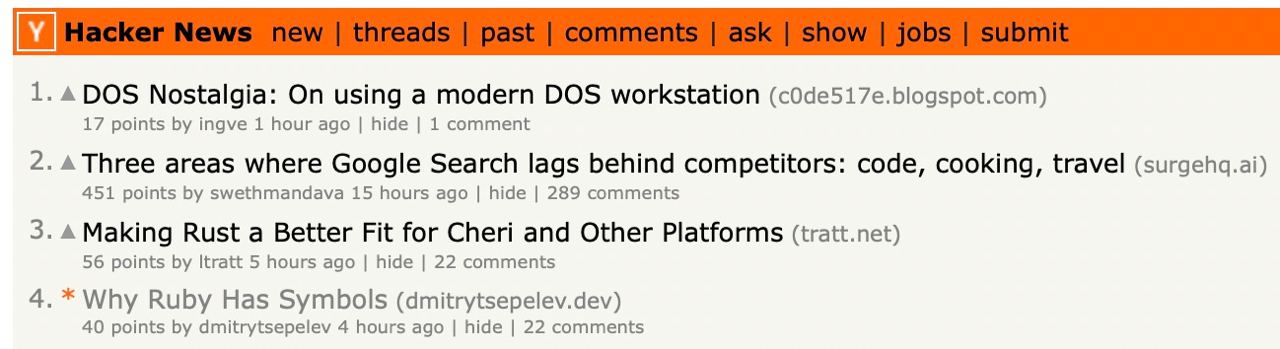 Y Hacker News new | threads | past | comments | ask | show | jobs | submit
1. ▲ DOS Nostalgia: On using a modern DOS workstation (c0de517e.blogspot.com)
17 points by ingve 1 hour ago | hide | 1 comment
2. ▲ Three areas where Google Search lags behind competitors: code, cooking, travel (surgehq.ai)
451 points by swethmandava 15 hours ago | hide | 289 comments
3. ▲ Making Rust a Better Fit for Cheri and Other Platforms (tratt.net)
56 points by ltratt 5 hours ago | hide | 22 comments
4. * Why Ruby Has Symbols (dmitrytsepelev.dev)
40 points by dmitrytsepelev 4 hours ago | hide | 22 comments